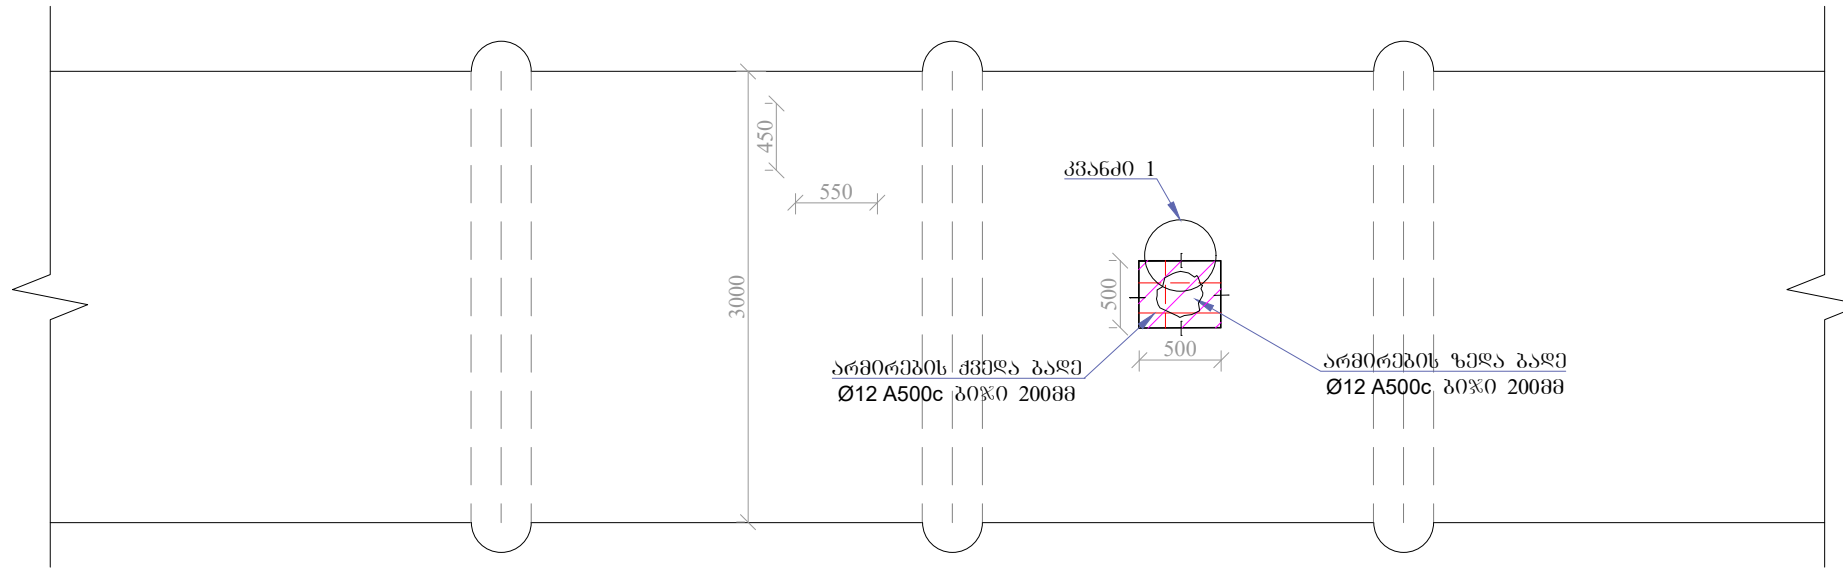 450
550
კვანძი 1
3000
500
500
არმირების ქვედა ბადე
Ø12 A500c ბიჯი 200მმ
არმირების ზედა ბადე
Ø12 A500c ბიჯი 200მმ